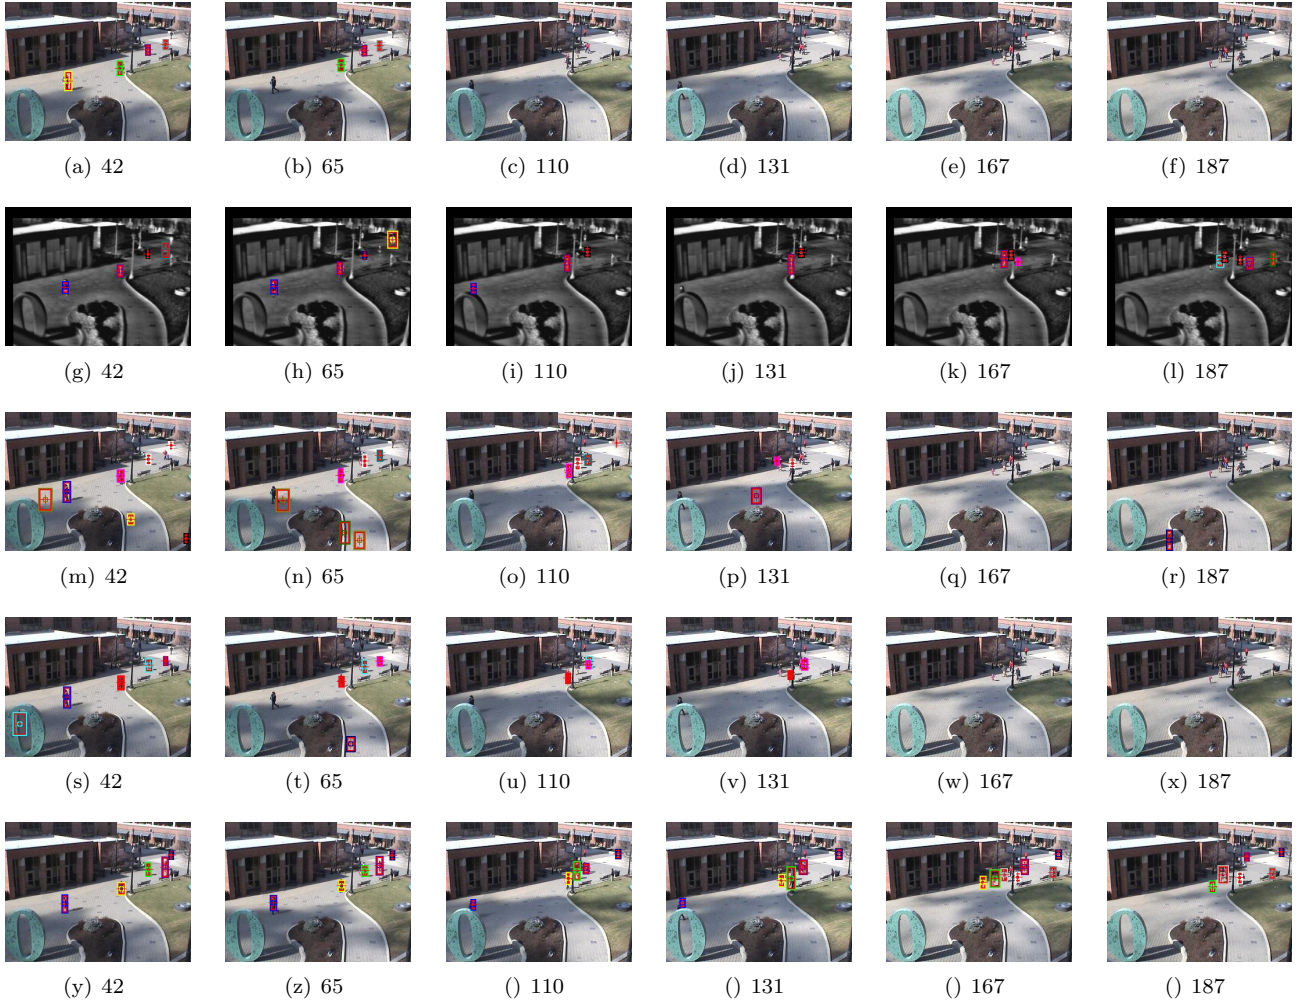 (a) 42 (b) 65 (c) 110 (d) 131 (e) 167 (f) 187
(g) 42 (h) 65 (i) 110 (j) 131 (k) 167 (l) 187
(m) 42 (n) 65 (o) 110 (p) 131 (q) 167 (r) 187
(s) 42 (t) 65 (u) 110 (v) 131 (w) 167 (x) 187
(y) 42 (z) 65 () 110 () 131 () 167 () 187